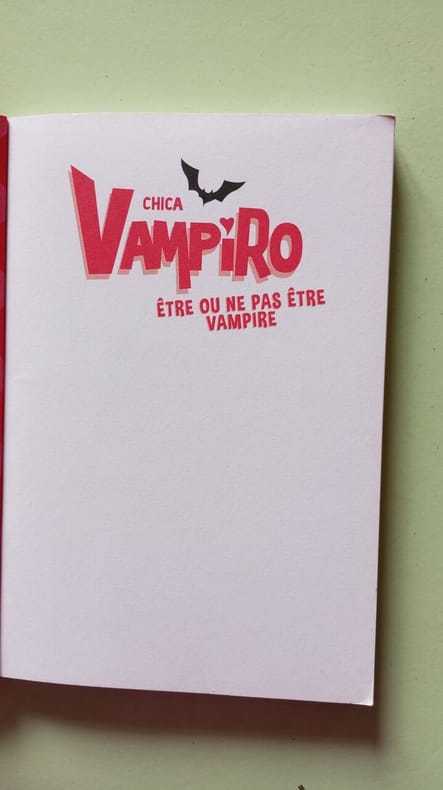 CHICA
VAMPIRO
ÊTRE OU NE PAS ÊTRE
VAMPIRE